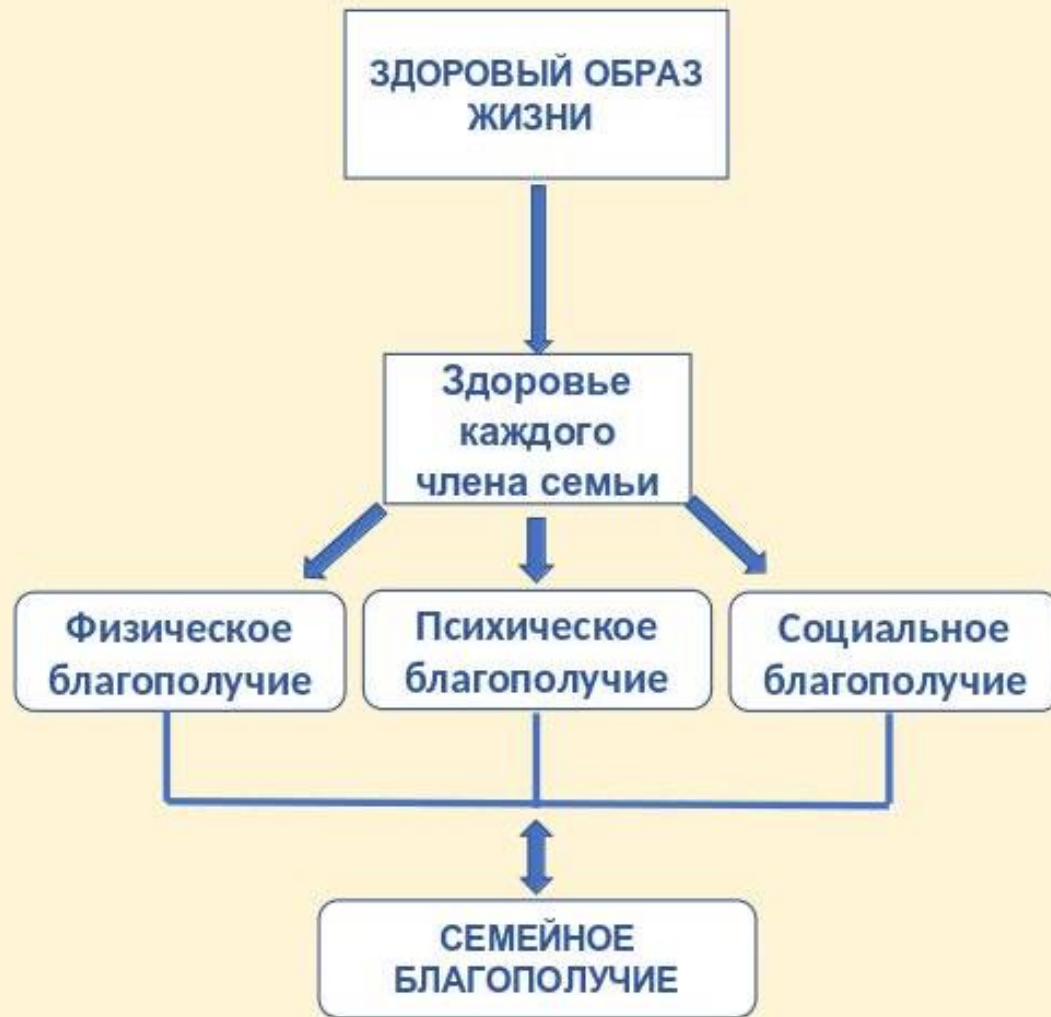 ЗДОРОВЫЙ ОБРАЗ
ЖИЗНИ
Здоровье
каждого
члена семьи
Физическое
благополучие
Психическое
благополучие
Социальное
благополучие
СЕМЕЙНОЕ
БЛАГОПОЛУЧИЕ